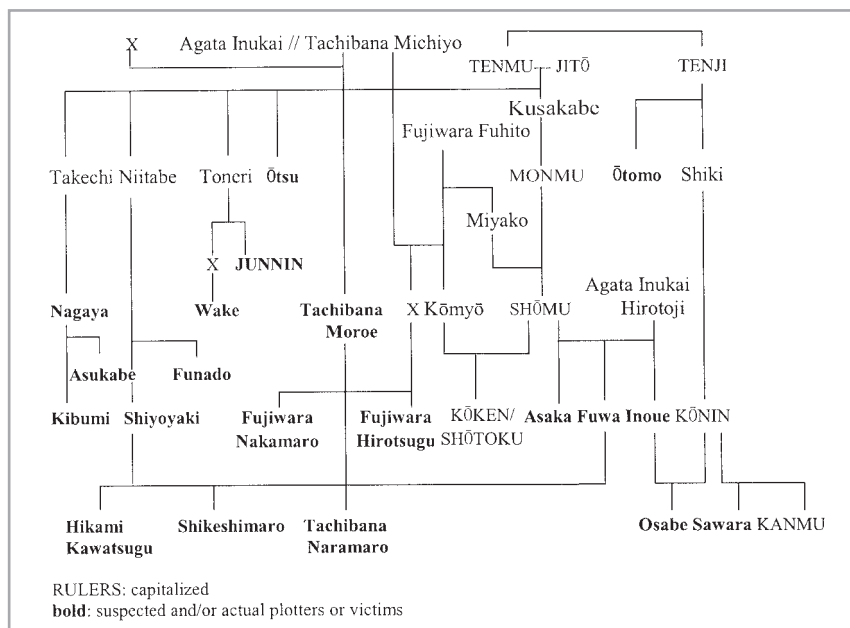 X Agata Inukai // Tachibana Michiyo
TENMU JITŌ TENJI
Kusakabe
Fujiwara Fuhito
Takechi Niitabe Toneri Ōtsu MONMU Ōtomo Shiki
Miyako
X JUNNIN
Agata Inukai
Hirotoji
Nagaya Wake Tachibana
Moroe
X Kōmyō SHŌMU
Asukabe Funado
Kibumi Shiyoyaki Fujiwara
Nakamaro
Fujiwara
Hirotsugu
KŌKEN/
SHŌTOKU
Asaka Fuwa Inoue KŌNIN
Hikami
Kawatsugu
Shikeshimaro Tachibana
Naramaro
Osabe Sawara KANMU
RULERS: capitalized
bold: suspected and/or actual plotters or victims